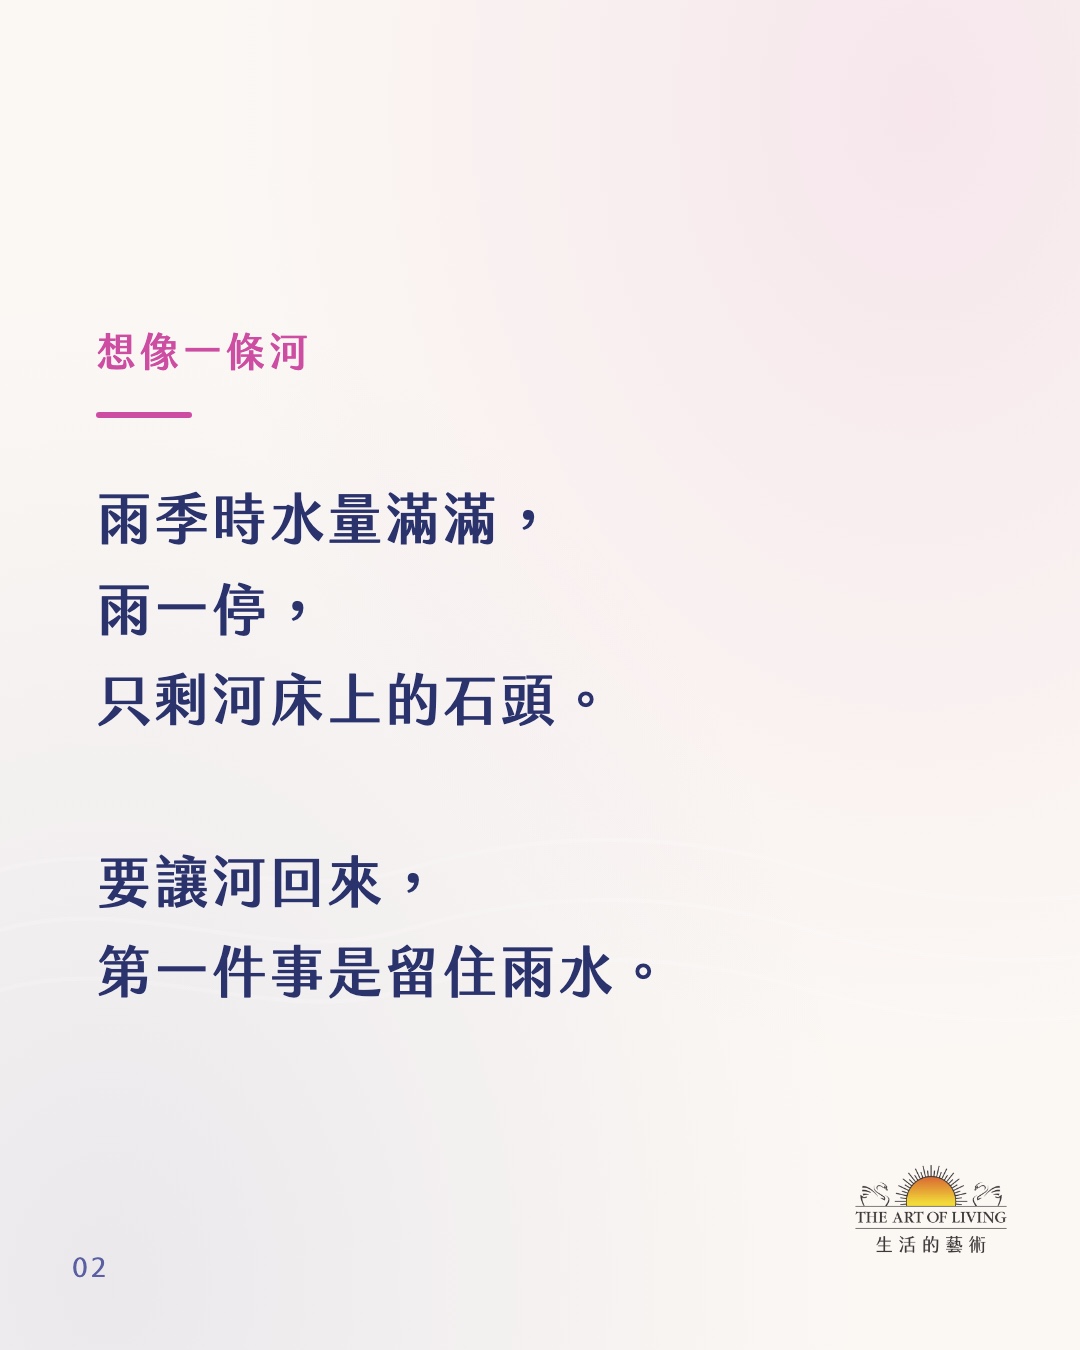 想像一條河
雨季時水量滿滿，
雨一停，
只剩河床上的石頭。
要讓河回來，
第一件事是留住雨水。
THE ART OF LIVING
生活的藝術
02